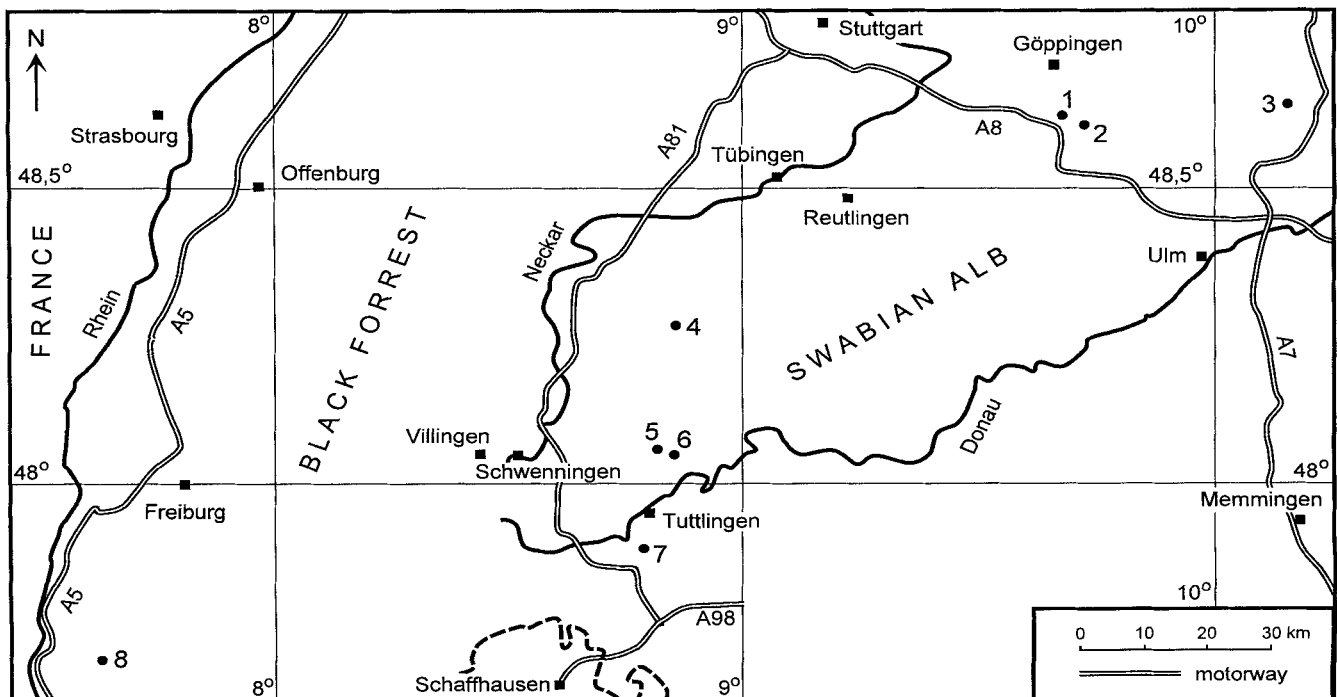 N
8°
9°
10°
Stuttgart
Göppingen
1
2
3
Strasbourg
A81
A8
Tübingen
Offenburg
48,5°
48,5°
Reutlingen
FRANCE
Rhein
A5
BLACK FORREST
Neckar
Ulm
SWABIAN ALB
4
A7
Donau
Villingen
5
6
Schwenningen
48°
48°
Freiburg
Memmingen
Tuttlingen
7
A5
10°
A98
0 10 20 30 km
8
motorway
Schaffhausen
8°
9°